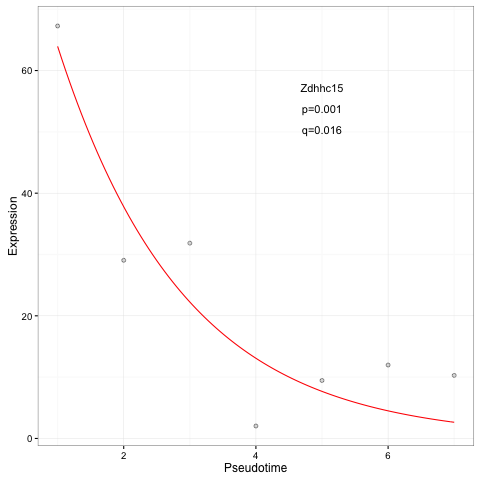 Zdhhc15
p=0.001
q=0.016
60
40
20
0
2 4 6
Expression
Pseudotime